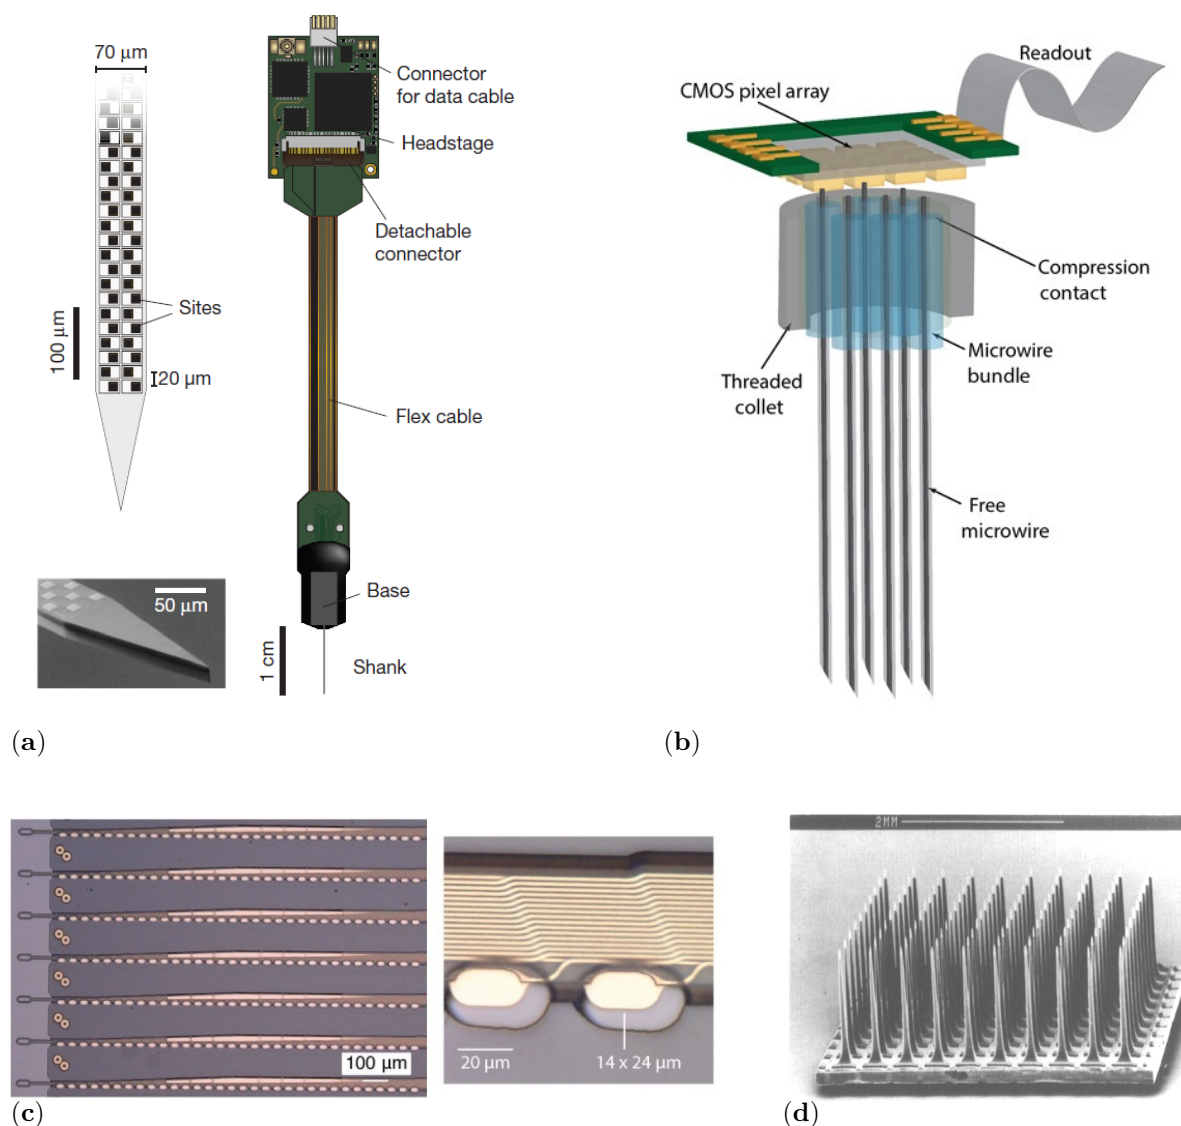 70 μm
Connector
for data cable
Headstage
Detachable
connector
Sites
100 μm
20 μm
Flex cable
50 μm
Base
1 cm
Shank
(a)
Readout
CMOS pixel array
Compression
contact
Microwire
bundle
Threaded
collet
Free
microwire
(b)
100 μm
20 μm
14 x 24 μm
(c)
2MM
(d)